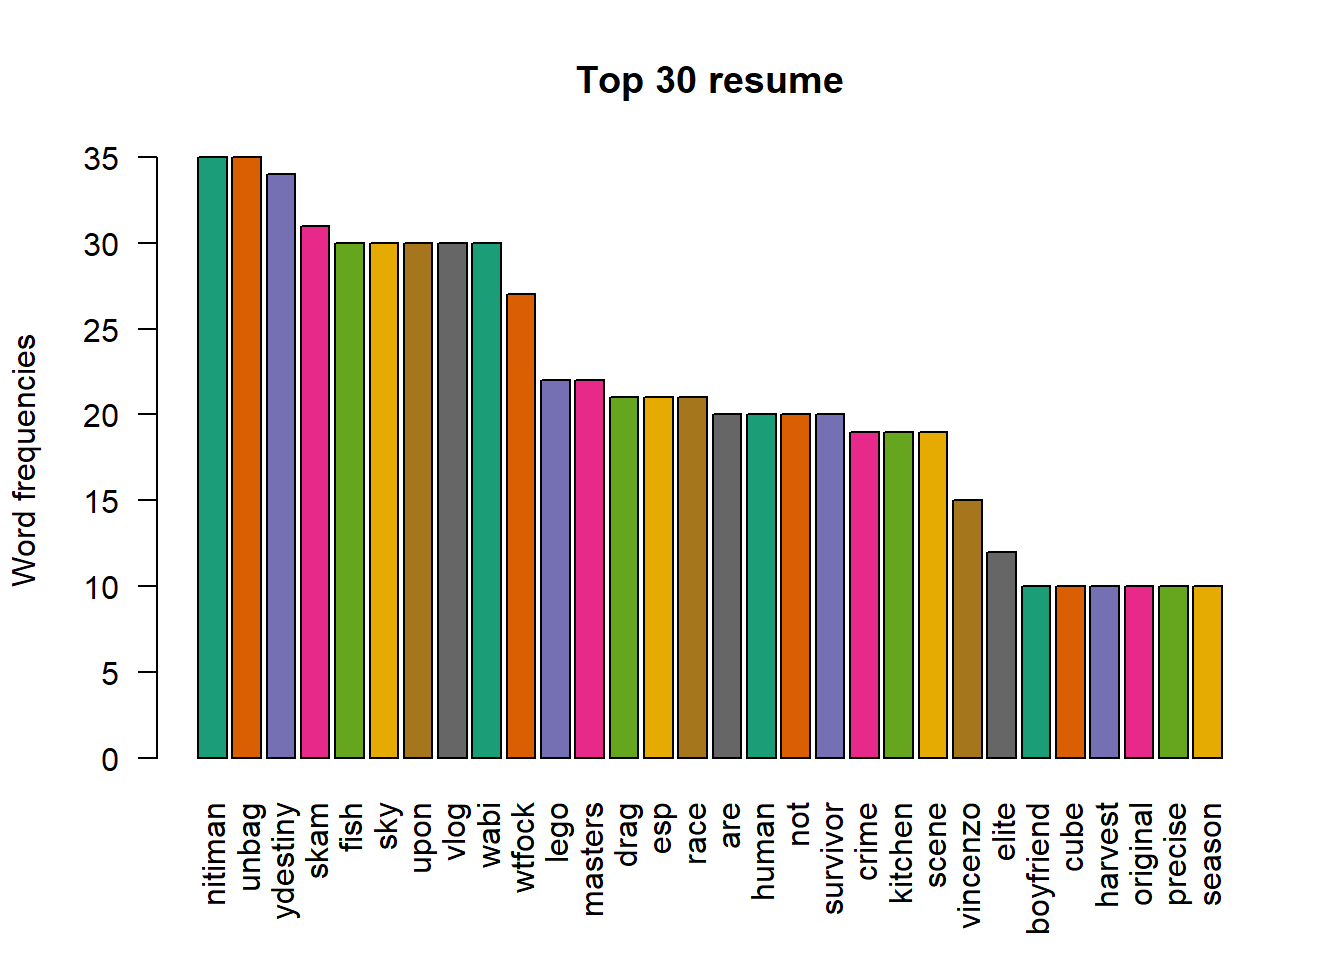 Top 30 resume
Word frequencies
35
30
25
20
15
10
5
0
nitiman
unbag
ydestiny
skam
fish
sky
upon
vlog
wabi
wtfock
lego
masters
drag
esp
race
are
human
not
survivor
crime
kitchen
scene
vincenzo
elite
boyfriend
cube
harvest
original
precise
season